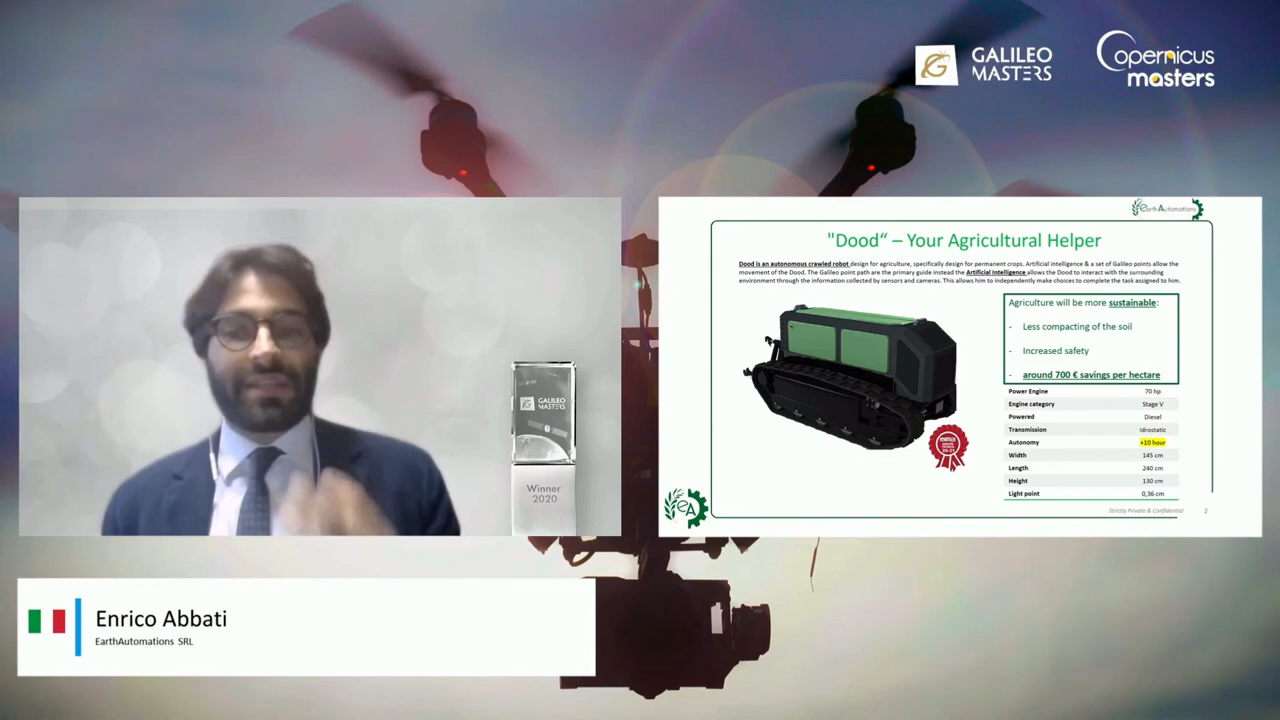 GALILEO
MASTERS
Copernicus
masters
GALILEO
MASTERS
Winner
2020
EarthAutomations
"Dood“ – Your Agricultural Helper
Dood is an autonomous crawled robot design for agriculture, specifically design for permanent crops. Artificial intelligence & a set of Galileo points allow the
movement of the Dood. The Galileo point path are the primary guide instead the Artificial Intelligence allows the Dood to interact with the surrounding
environment through the information collected by sensors and cameras. This allows him to independently make choices to complete the task assigned to him.
Agriculture will be more sustainable:
- Less compacting of the soil
- Increased safety
- around 700 € savings per hectare
Power Engine 70 hp
Engine category Stage V
Powered Diesel
Transmission Idrostatic
Autonomy +10 hour
Width 145 cm
Length 240 cm
Height 130 cm
Light point 0,36 cm
eA
Strictly Private & Confidential 2
Enrico Abbati
EarthAutomations SRL